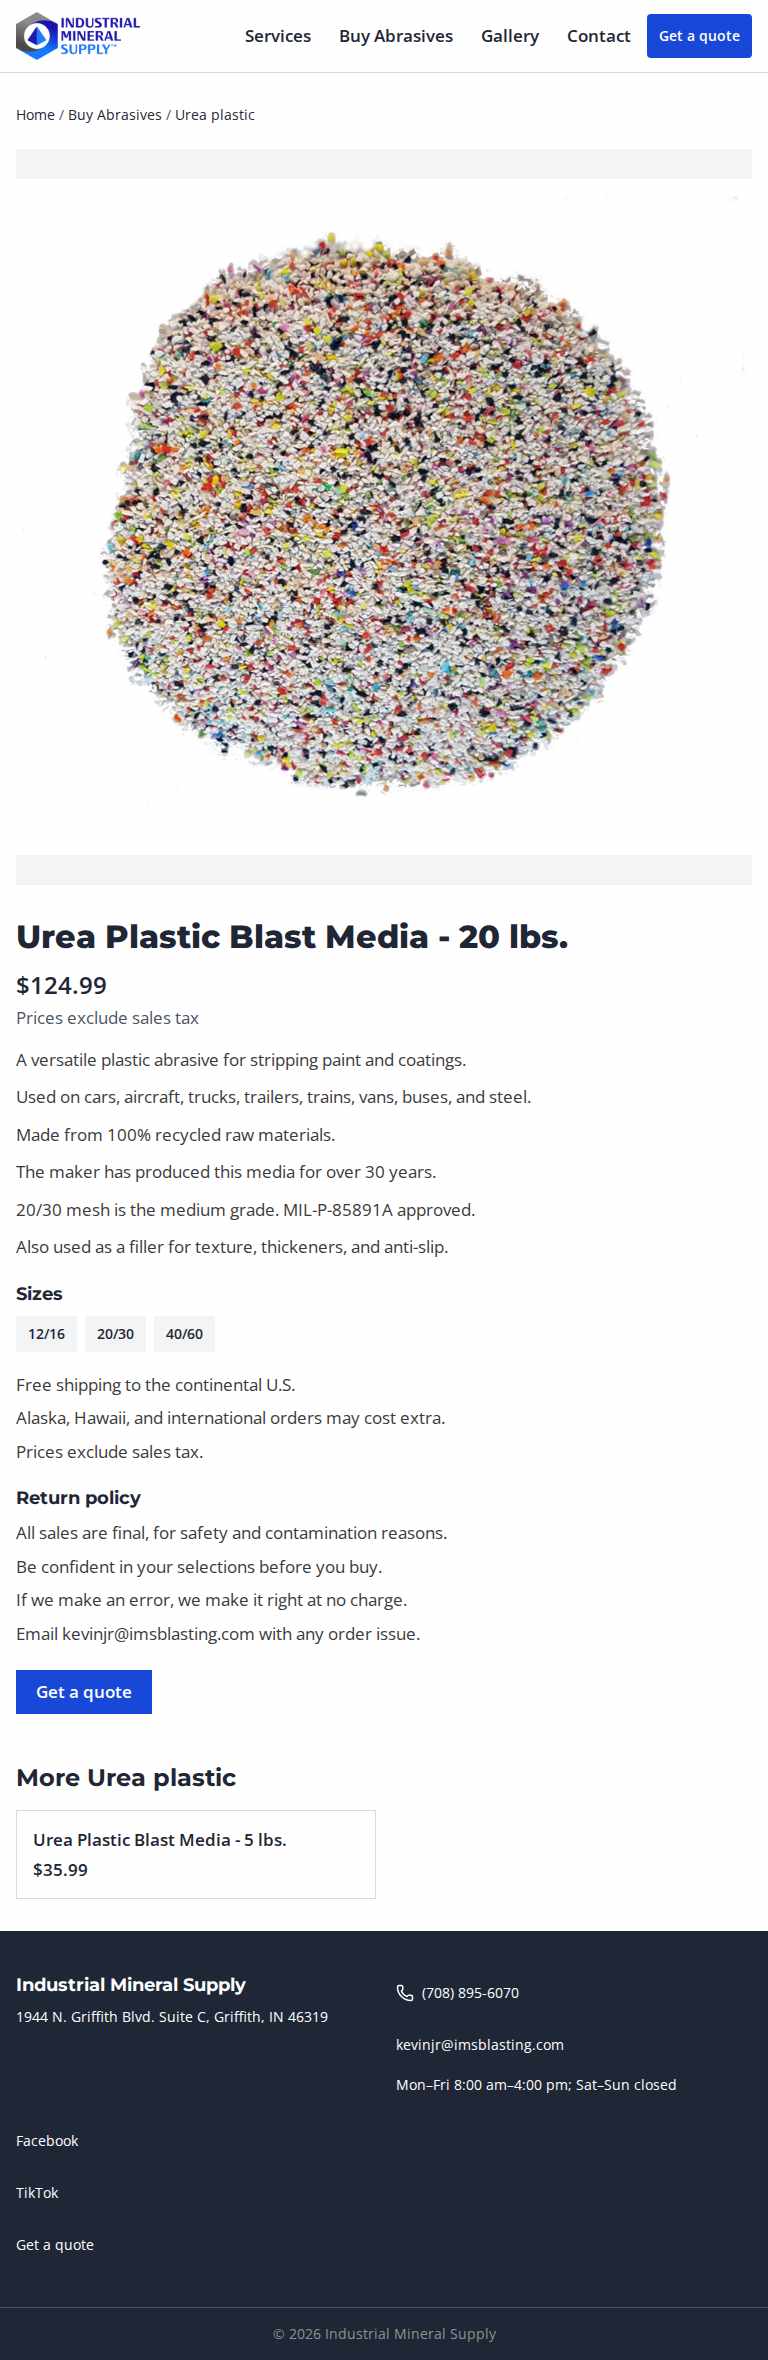 INDUSTRIAL
MINERAL
SUPPLY™
Services
Buy Abrasives
Gallery
Contact
Get a quote
Home / Buy Abrasives / Urea plastic
Urea Plastic Blast Media - 20 lbs.
$124.99
Prices exclude sales tax
A versatile plastic abrasive for stripping paint and coatings.
Used on cars, aircraft, trucks, trailers, trains, vans, buses, and steel.
Made from 100% recycled raw materials.
The maker has produced this media for over 30 years.
20/30 mesh is the medium grade. MIL-P-85891A approved.
Also used as a filler for texture, thickeners, and anti-slip.
Sizes
12/16
20/30
40/60
Free shipping to the continental U.S.
Alaska, Hawaii, and international orders may cost extra.
Prices exclude sales tax.
Return policy
All sales are final, for safety and contamination reasons.
Be confident in your selections before you buy.
If we make an error, we make it right at no charge.
Email kevinjr@imsblasting.com with any order issue.
Get a quote
More Urea plastic
Urea Plastic Blast Media - 5 lbs.
$35.99
Industrial Mineral Supply
1944 N. Griffith Blvd. Suite C, Griffith, IN 46319
(708) 895-6070
kevinjr@imsblasting.com
Mon–Fri 8:00 am–4:00 pm; Sat–Sun closed
Facebook
TikTok
Get a quote
© 2026 Industrial Mineral Supply